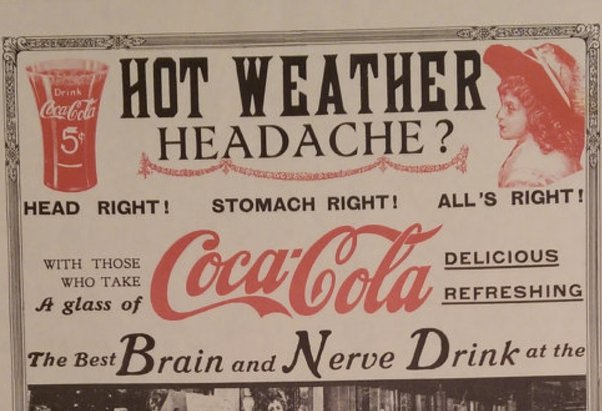 Drink
Coca-Cola
5¢
HOT WEATHER
HEADACHE?
HEAD RIGHT! STOMACH RIGHT! ALL'S RIGHT!
WITH THOSE
WHO TAKE
A glass of
Coca-Cola
DELICIOUS
REFRESHING
The Best Brain and Nerve Drink at the